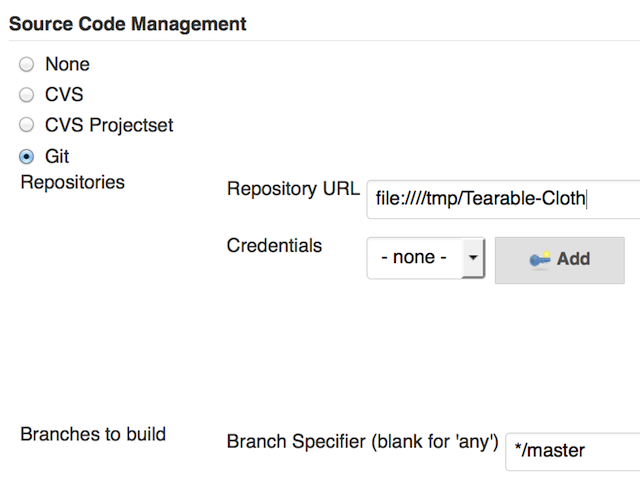 Source Code Management
None
CVS
CVS Projectset
Git
Repositories
Repository URL file:////tmp/Tearable-Cloth
Credentials - none - Add
Branches to build
Branch Specifier (blank for 'any') */master